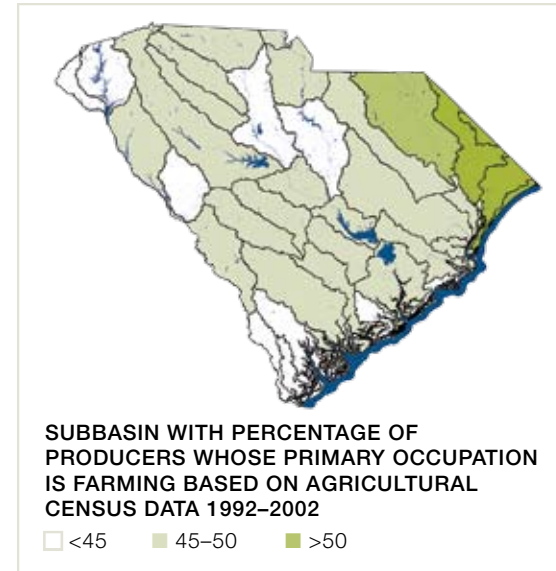 SUBBASIN WITH PERCENTAGE OF
PRODUCERS WHOSE PRIMARY OCCUPATION
IS FARMING BASED ON AGRICULTURAL
CENSUS DATA 1992–2002
<45 45–50 >50